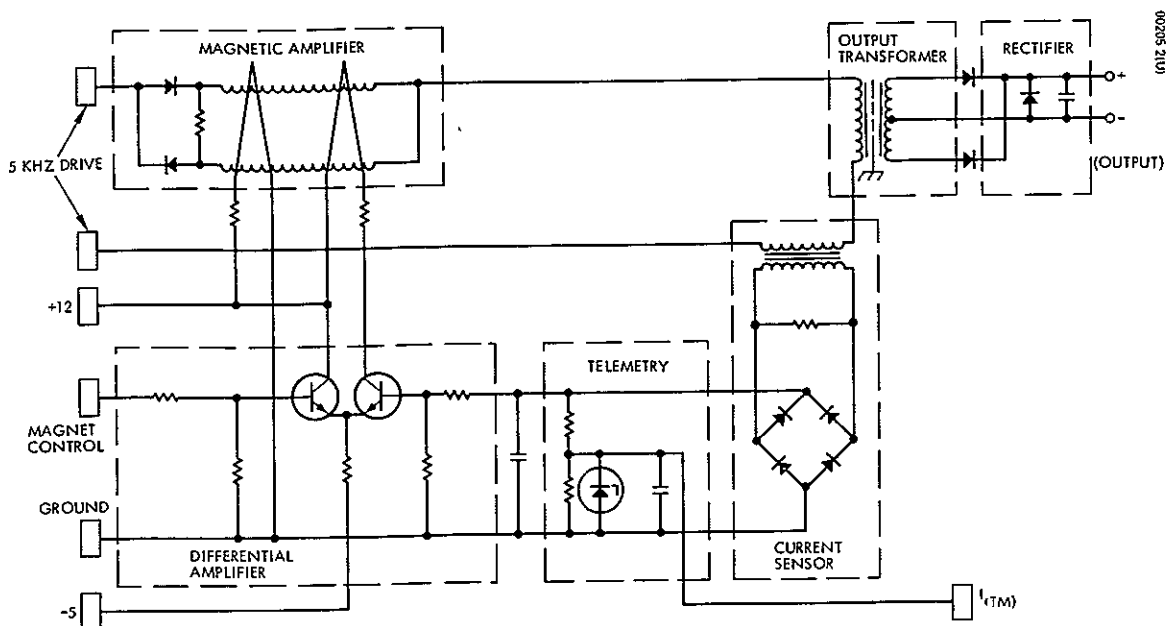 00205 2(U)
MAGNETIC AMPLIFIER
OUTPUT
TRANSFORMER
RECTIFIER
+
-
(OUTPUT)
5 KHZ DRIVE
+12
MAGNET
CONTROL
GROUND
-5
DIFFERENTIAL
AMPLIFIER
TELEMETRY
CURRENT
SENSOR
I(TM)